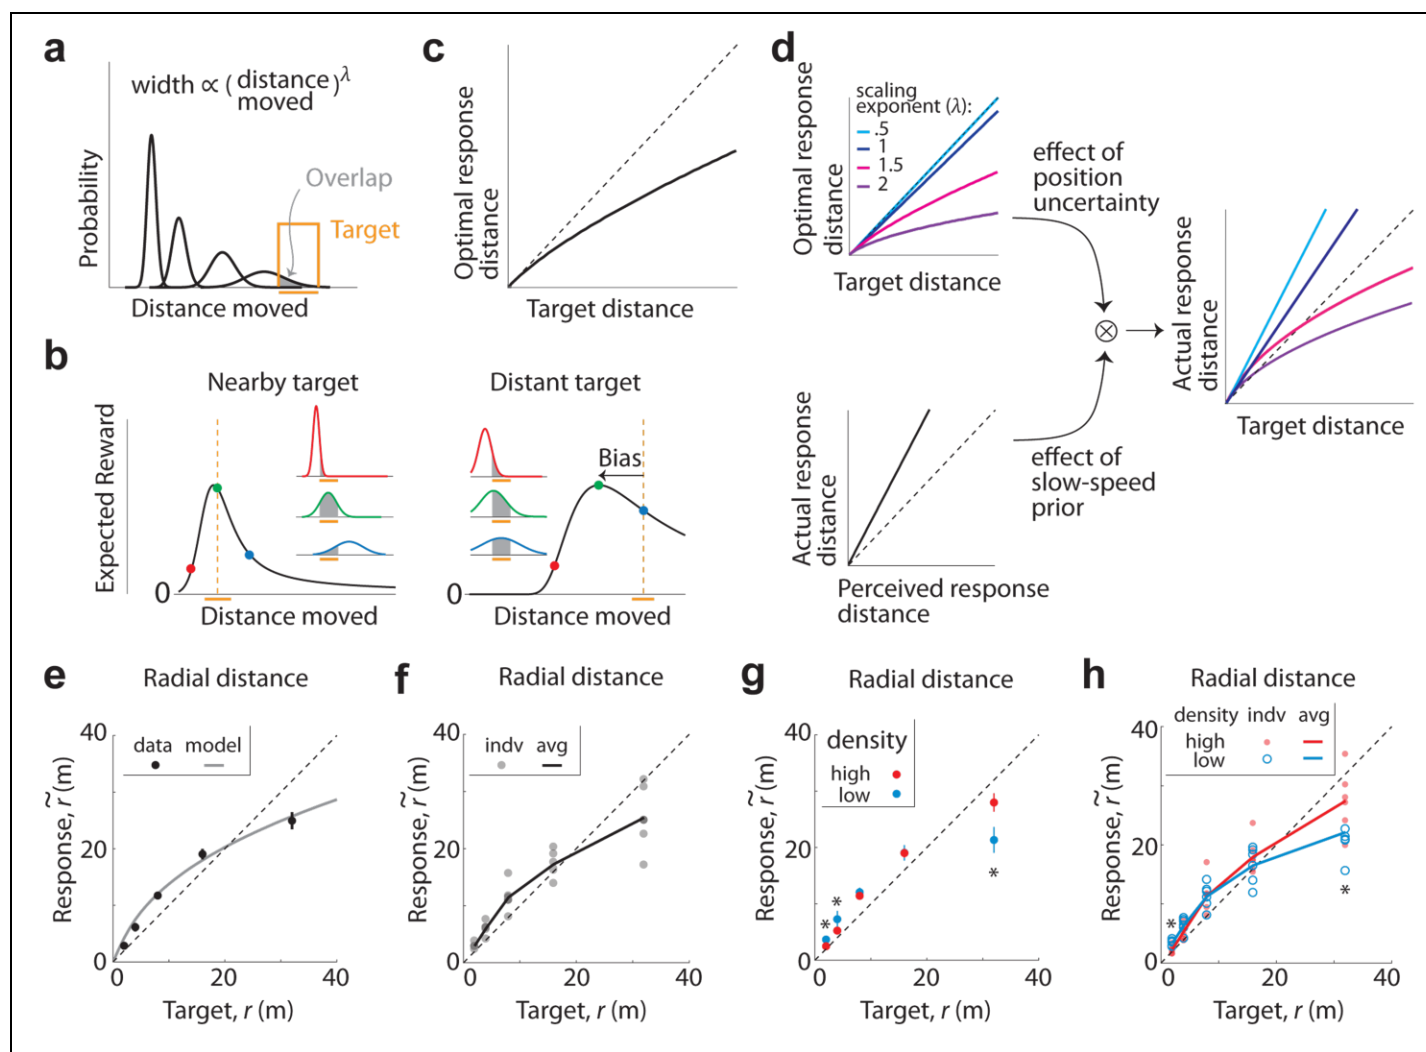 a
width ∝ (distance moved)^λ
Probability
Overlap
Target
Distance moved
b
Nearby target
Distant target
Expected Reward
Bias
0
0
Distance moved
Distance moved
c
Optimal response
distance
Target distance
d
Optimal response
distance
scaling
exponent (λ):
.5
1
1.5
2
Target distance
effect of
position
uncertainty
Actual response
distance
Perceived response
distance
effect of
slow-speed
prior
Actual response
distance
Target distance
e
Radial distance
data model
Response, r̃ (m)
40
20
0
0 20 40
Target, r (m)
f
Radial distance
indv avg
Response, r̃ (m)
40
20
0
0 20 40
Target, r (m)
g
Radial distance
density
high
low
Response, r̃ (m)
40
20
0
* *
*
0 20 40
Target, r (m)
h
Radial distance
density indv avg
high
low
Response, r̃ (m)
40
20
0
*
*
0 20 40
Target, r (m)